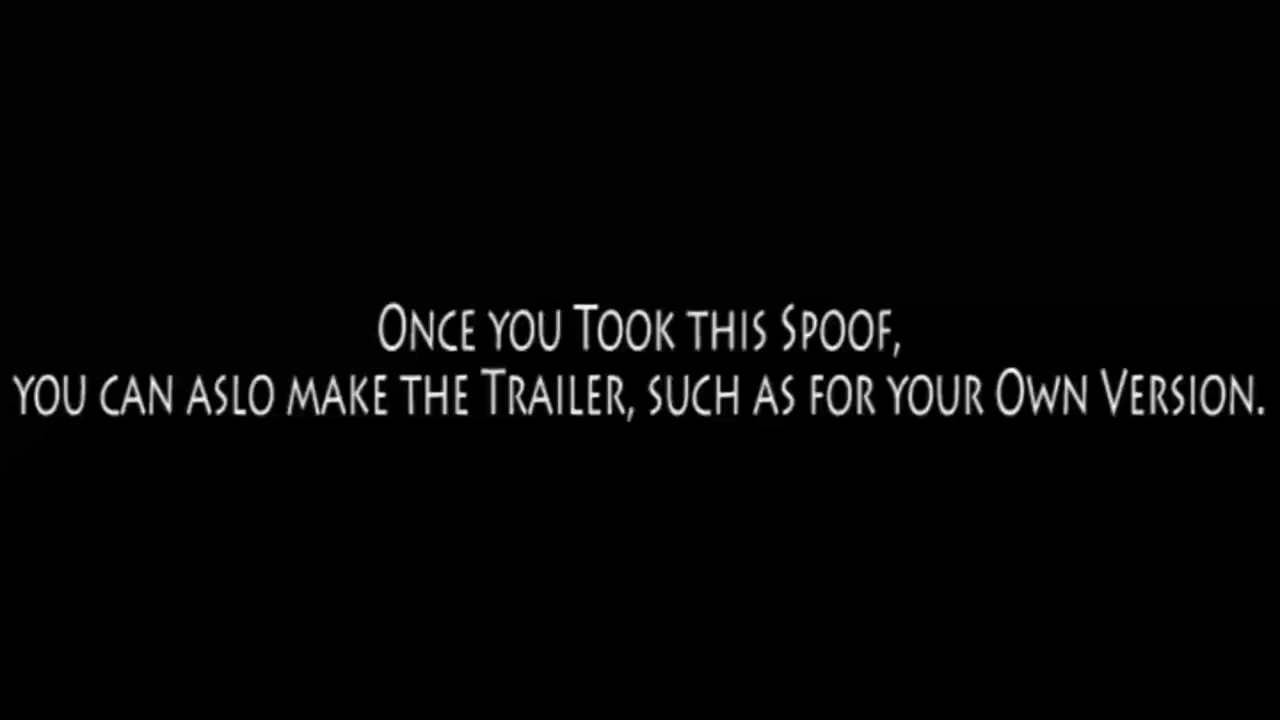 Once you Took this Spoof,
you can aslo make the Trailer, such as for your Own Version.